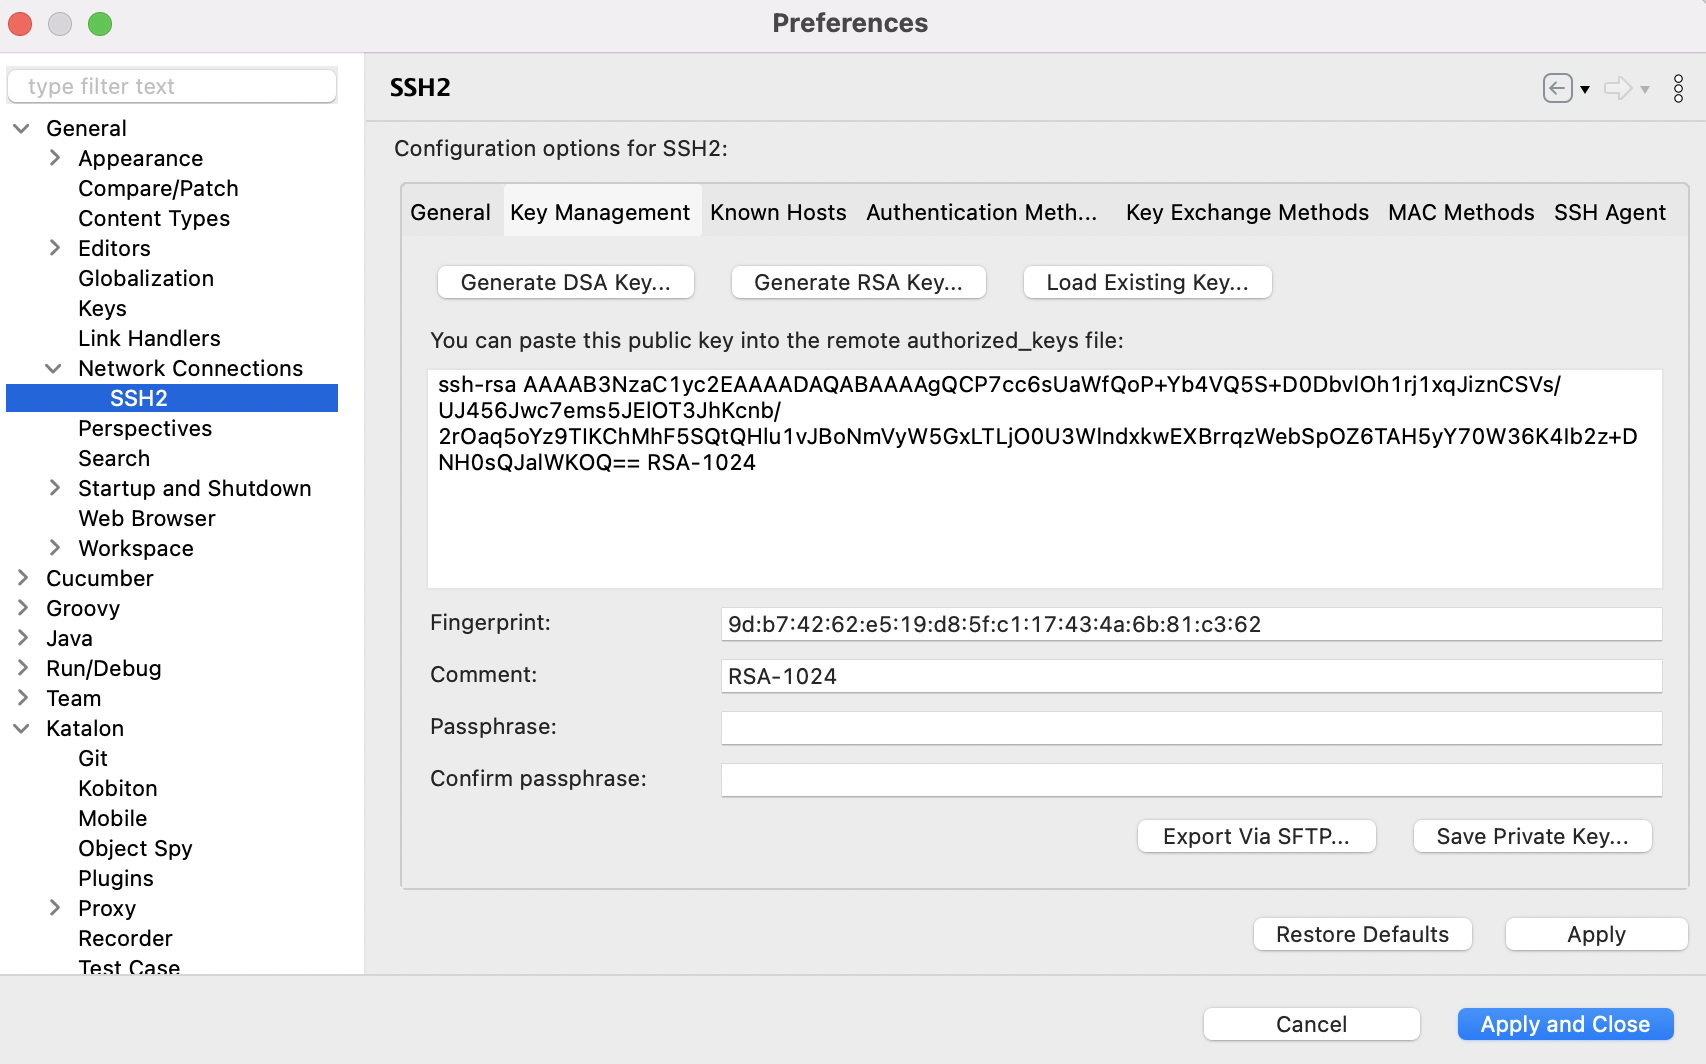 Preferences
type filter text
General
Appearance
Compare/Patch
Content Types
Editors
Globalization
Keys
Link Handlers
Network Connections
SSH2
Perspectives
Search
Startup and Shutdown
Web Browser
Workspace
Cucumber
Groovy
Java
Run/Debug
Team
Katalon
Git
Kobiton
Mobile
Object Spy
Plugins
Proxy
Recorder
Test Case
SSH2
Configuration options for SSH2:
General Key Management Known Hosts Authentication Meth... Key Exchange Methods MAC Methods SSH Agent
Generate DSA Key... Generate RSA Key... Load Existing Key...
You can paste this public key into the remote authorized_keys file:
ssh-rsa AAAAB3NzaC1yc2EAAAADAQABAAAAgQCP7cc6sUaWfQoP+Yb4VQ5S+D0DbvlOh1rj1xqJiznCSVs/
UJ456Jwc7ems5JElOT3JhKcnb/
2rOaq5oYz9TlKChMhF5SQtQHlu1vJBoNmVyW5GxLTLjO0U3WlndxkwEXBrrqzWebSpOZ6TAH5yY70W36K4Ib2z+D
NH0sQJalWKOQ== RSA-1024
Fingerprint: 9d:b7:42:62:e5:19:d8:5f:c1:17:43:4a:6b:81:c3:62
Comment: RSA-1024
Passphrase:
Confirm passphrase:
Export Via SFTP... Save Private Key...
Restore Defaults Apply
Cancel Apply and Close